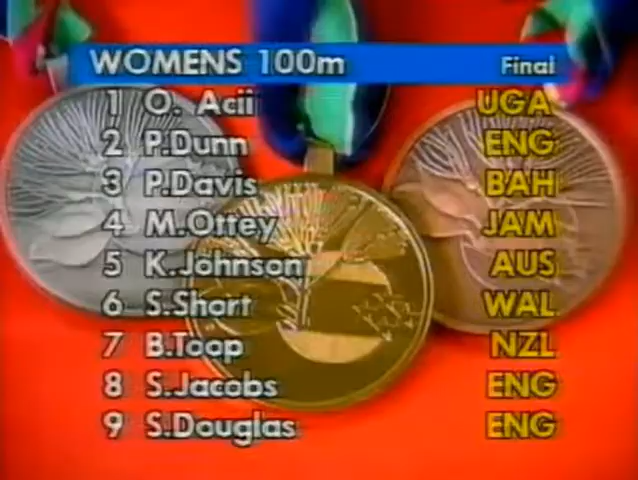 WOMENS 100m Final
1 O. Acii UGA
2 P.Dunn ENG
3 P.Davis BAH
4 M.Ottey JAM
5 K.Johnson AUS
6 S.Short WAL
7 B.Toop NZL
8 S.Jacobs ENG
9 S.Douglas ENG